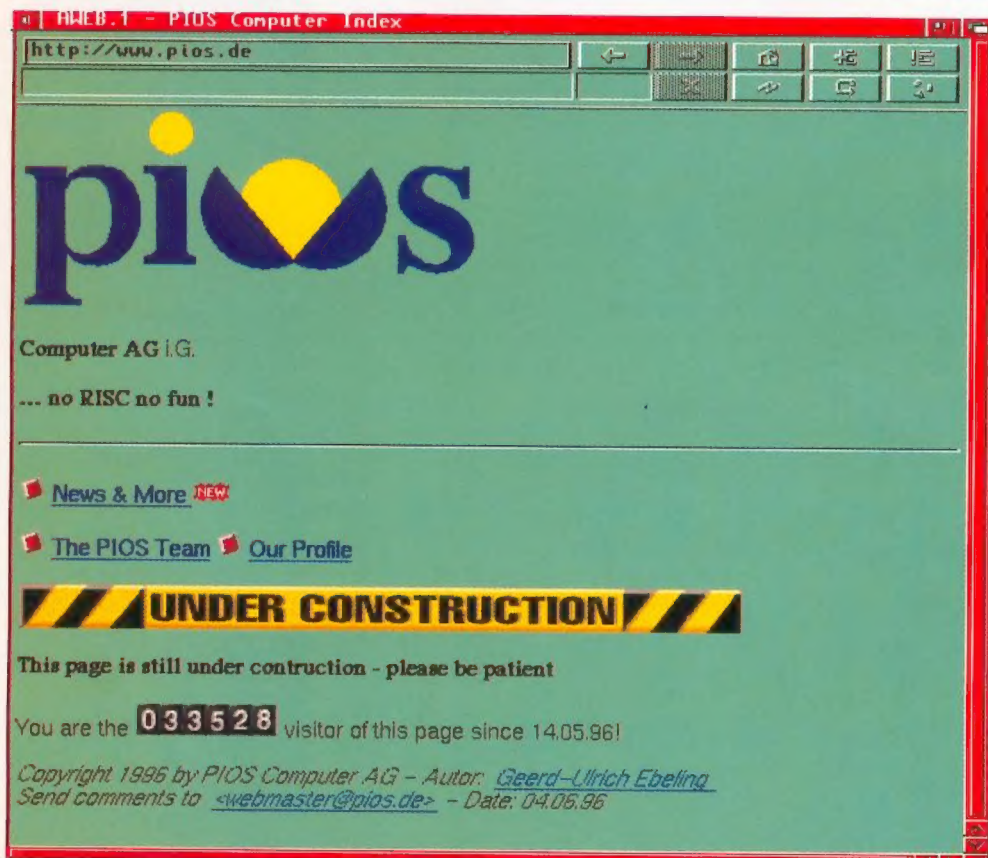 AWEB.1 - PIOS Computer Index
http://www.pios.de
pios
Computer AG i.G.
... no RISC no fun !
News & More NEW
The PIOS Team Our Profile
UNDER CONSTRUCTION
This page is still under contruction - please be patient
You are the 033528 visitor of this page since 14.05.96!
Copyright 1996 by PIOS Computer AG - Autor: Geerd-Ulrich Ebeling
Send comments to <webmaster@pios.de> - Date: 04.06.96